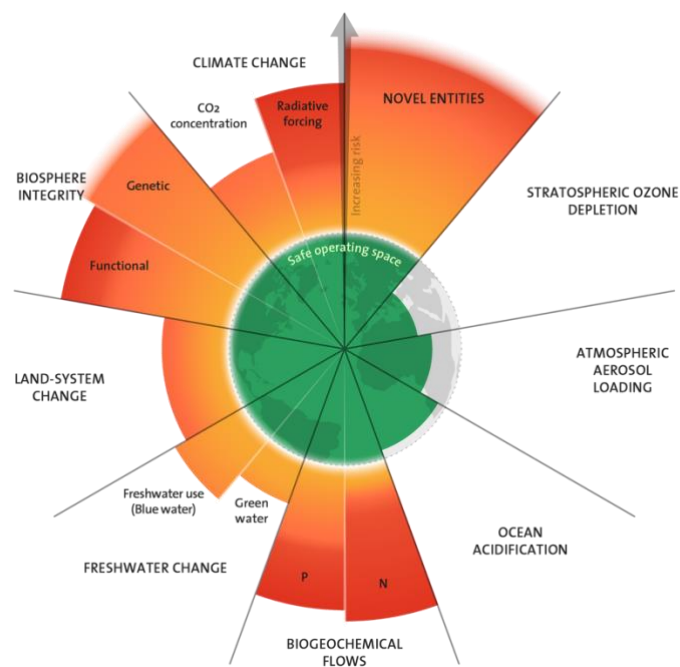 CLIMATE CHANGE
CO2
concentration
Radiative
forcing
NOVEL ENTITIES
Increasing risk
STRATOSPHERIC OZONE
DEPLETION
BIOSPHERE
INTEGRITY
Genetic
Functional
Safe operating space
ATMOSPHERIC
AEROSOL
LOADING
LAND-SYSTEM
CHANGE
Freshwater use
(Blue water)
Green
water
OCEAN
ACIDIFICATION
FRESHWATER CHANGE
P
N
BIOGEOCHEMICAL
FLOWS